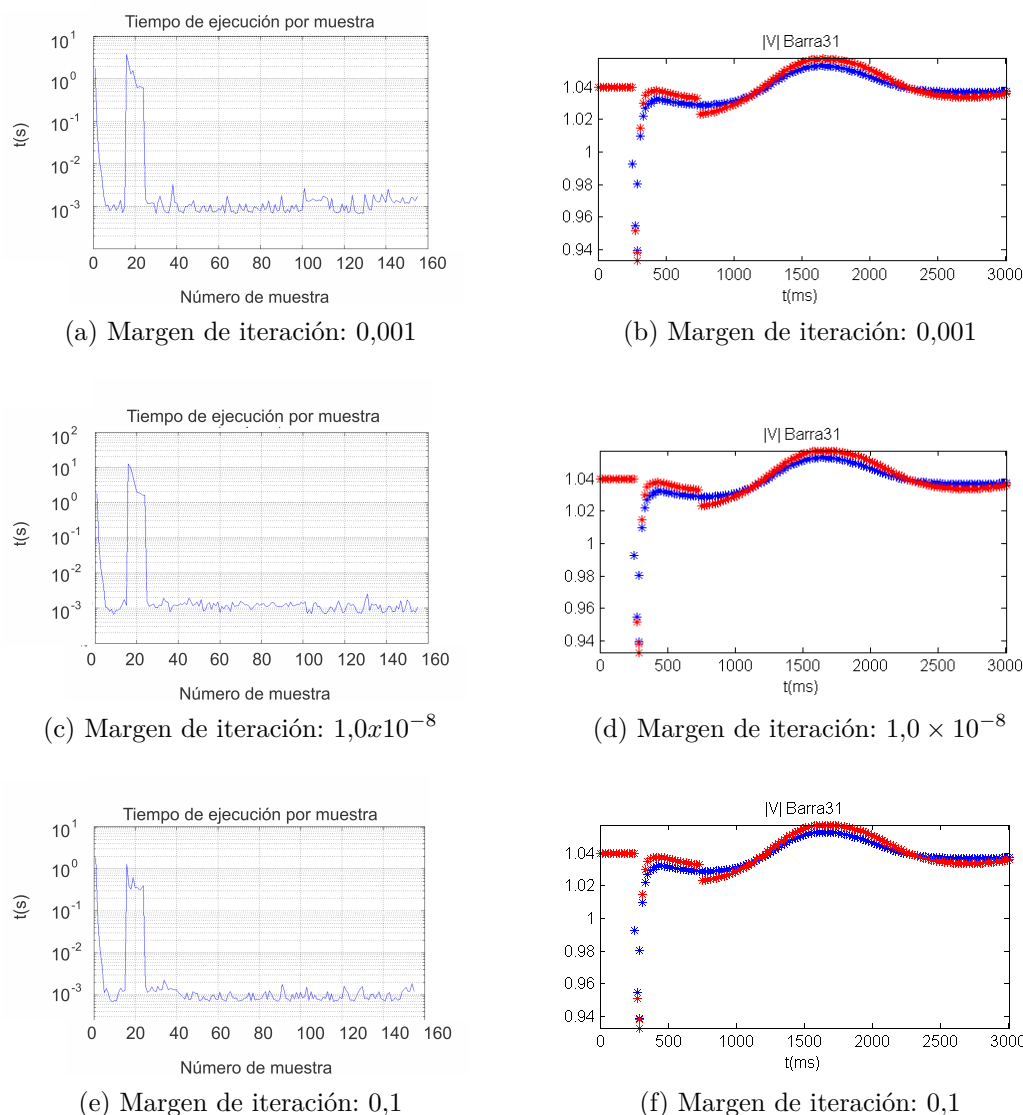 Tiempo de ejecución por muestra
10^1
10^0
10^-1
10^-2
10^-3
t(s)
0 20 40 60 80 100 120 140 160
Número de muestra
(a) Margen de iteración: 0,001
|V| Barra31
1.04
1.02
1
0.98
0.96
0.94
0 500 1000 1500 2000 2500 3000
t(ms)
(b) Margen de iteración: 0,001
Tiempo de ejecución por muestra
10^2
10^1
10^0
10^-1
10^-2
10^-3
t(s)
0 20 40 60 80 100 120 140 160
Número de muestra
(c) Margen de iteración: 1,0x10^−8
|V| Barra31
1.04
1.02
1
0.98
0.96
0.94
0 500 1000 1500 2000 2500 3000
t(ms)
(d) Margen de iteración: 1,0 × 10^−8
Tiempo de ejecución por muestra
10^1
10^0
10^-1
10^-2
10^-3
t(s)
0 20 40 60 80 100 120 140 160
Número de muestra
(e) Margen de iteración: 0,1
|V| Barra31
1.04
1.02
1
0.98
0.96
0.94
0 500 1000 1500 2000 2500 3000
t(ms)
(f) Margen de iteración: 0,1